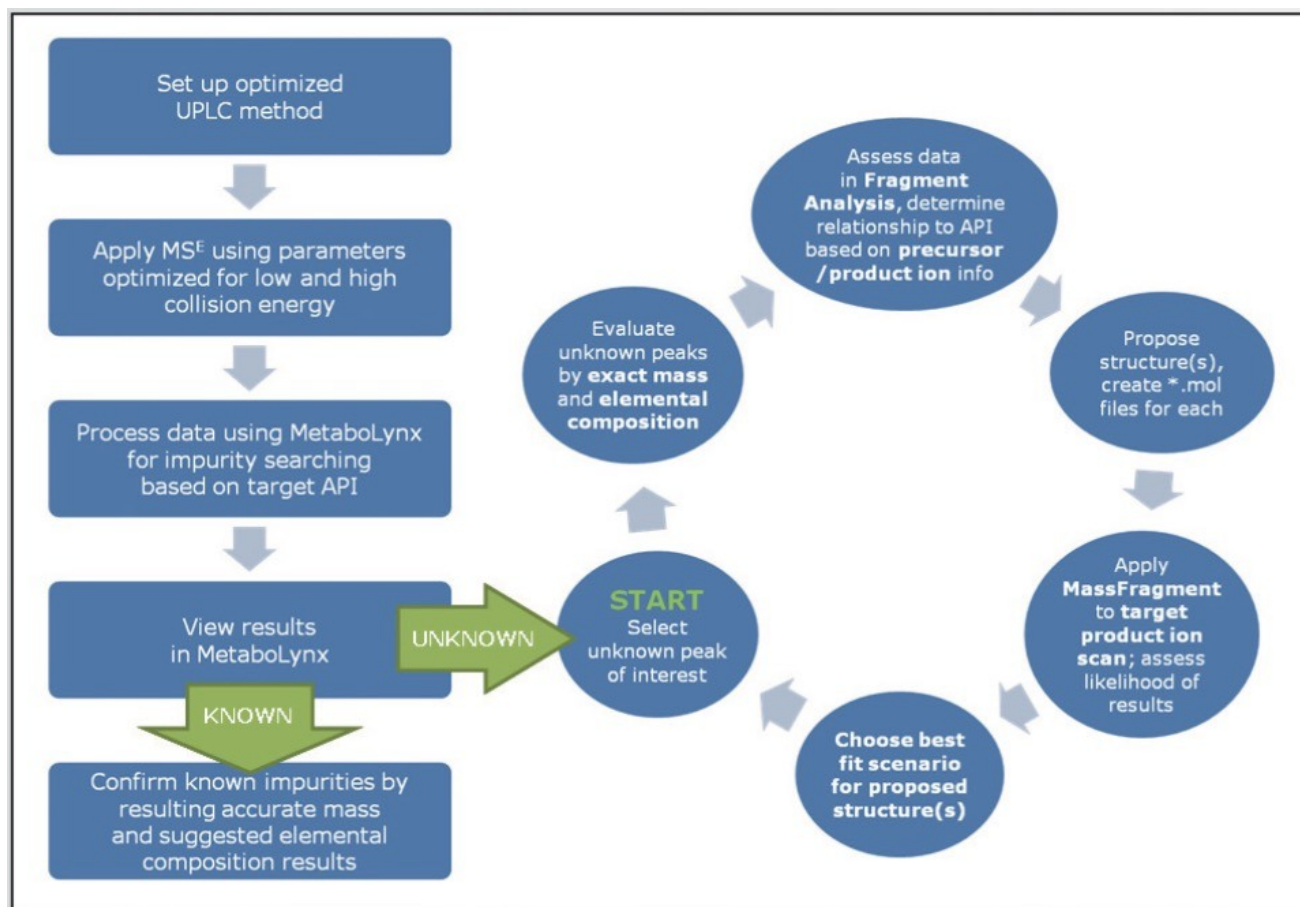 Set up optimized
UPLC method
Apply MSᴱ using parameters
optimized for low and high
collision energy
Process data using MetaboLynx
for impurity searching
based on target API
View results
in MetaboLynx
UNKNOWN
KNOWN
Confirm known impurities by
resulting accurate mass
and suggested elemental
composition results
START
Select
unknown peak
of interest
Evaluate
unknown peaks
by exact mass
and elemental
composition
Assess data
in Fragment
Analysis, determine
relationship to API
based on precursor
/product ion info
Propose
structure(s),
create *.mol
files for each
Apply
MassFragment
to target
product ion
scan; assess
likelihood of
results
Choose best
fit scenario
for proposed
structure(s)